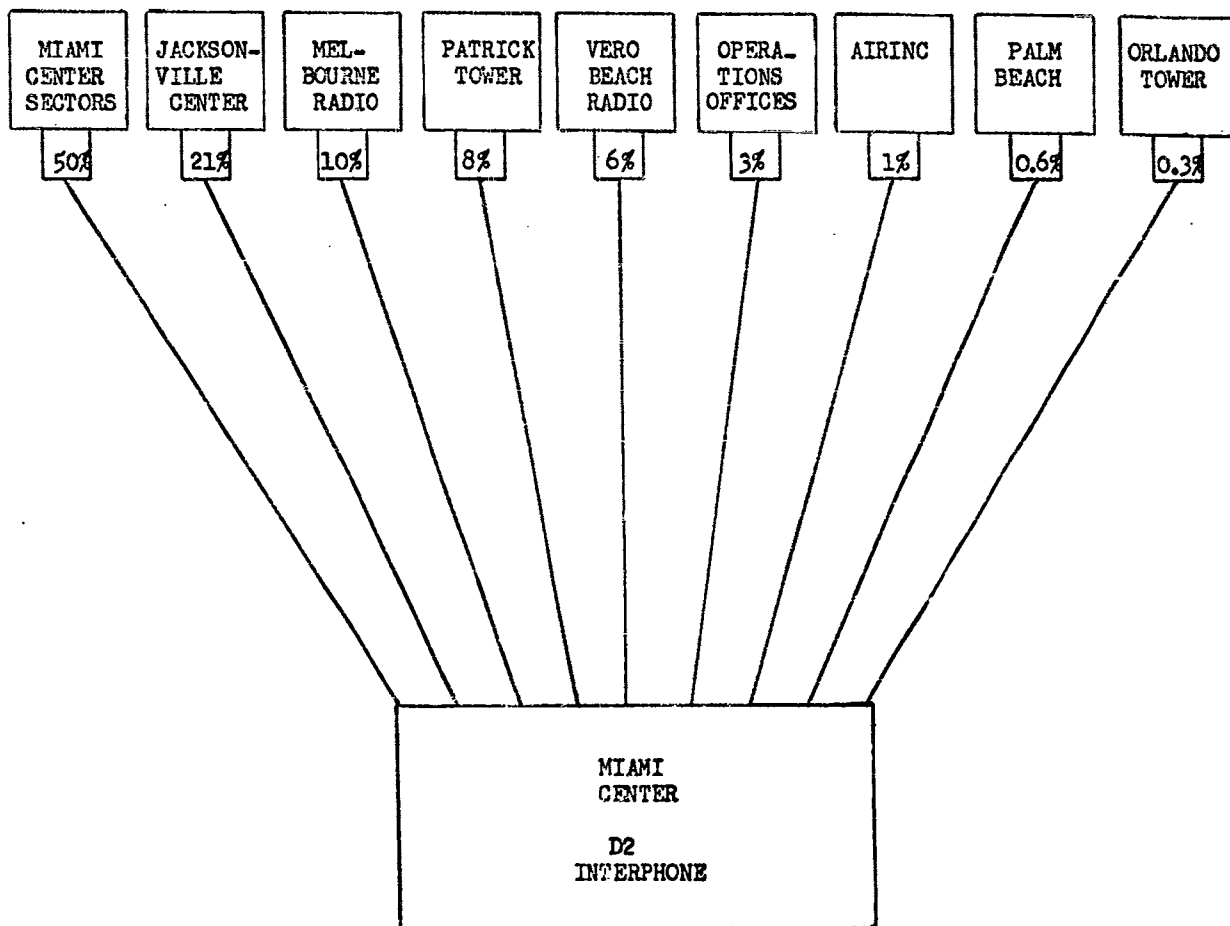 MIAMI
CENTER
SECTORS
JACKSON-
VILLE
CENTER
MEL-
BOURNE
RADIO
PATRICK
TOWER
VERO
BEACH
RADIO
OPERA-
TIONS
OFFICES
AIRINC
PALM
BEACH
ORLANDO
TOWER
50%
21%
10%
8%
6%
3%
1%
0.6%
0.3%
MIAMI
CENTER
D2
INTERPHONE